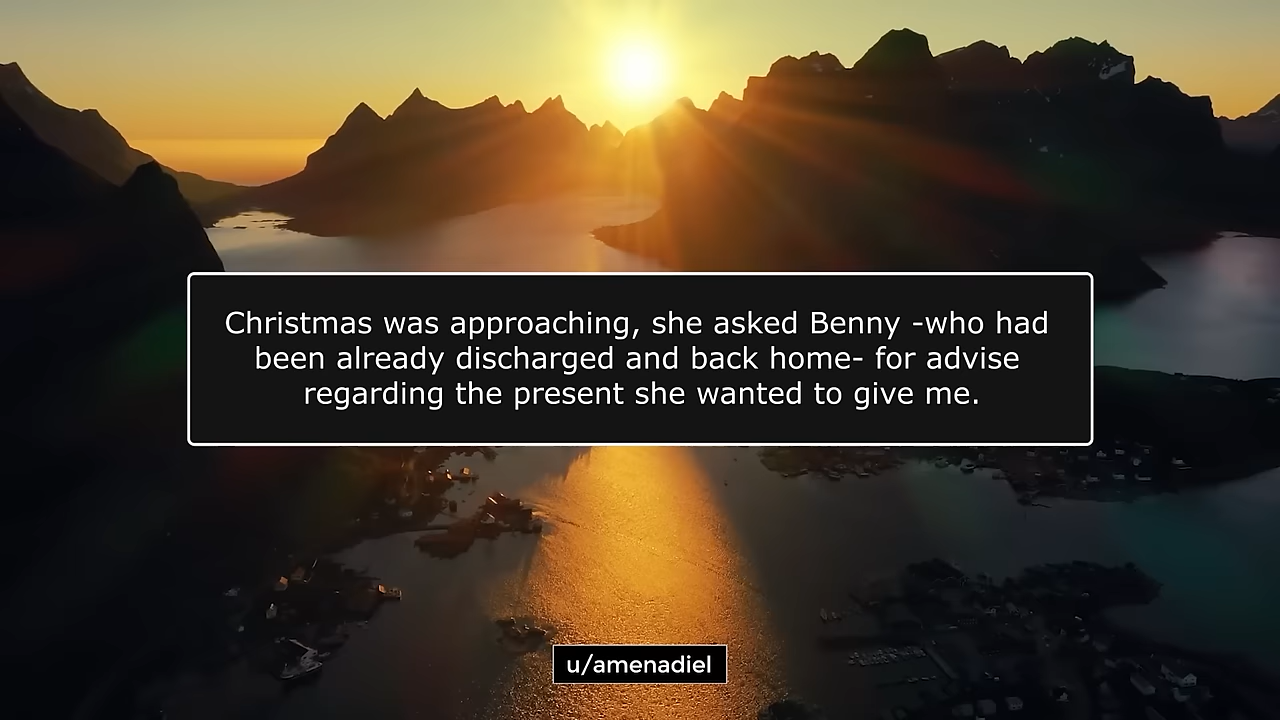 Christmas was approaching, she asked Benny -who had
been already discharged and back home- for advise
regarding the present she wanted to give me.
u/amenadiel